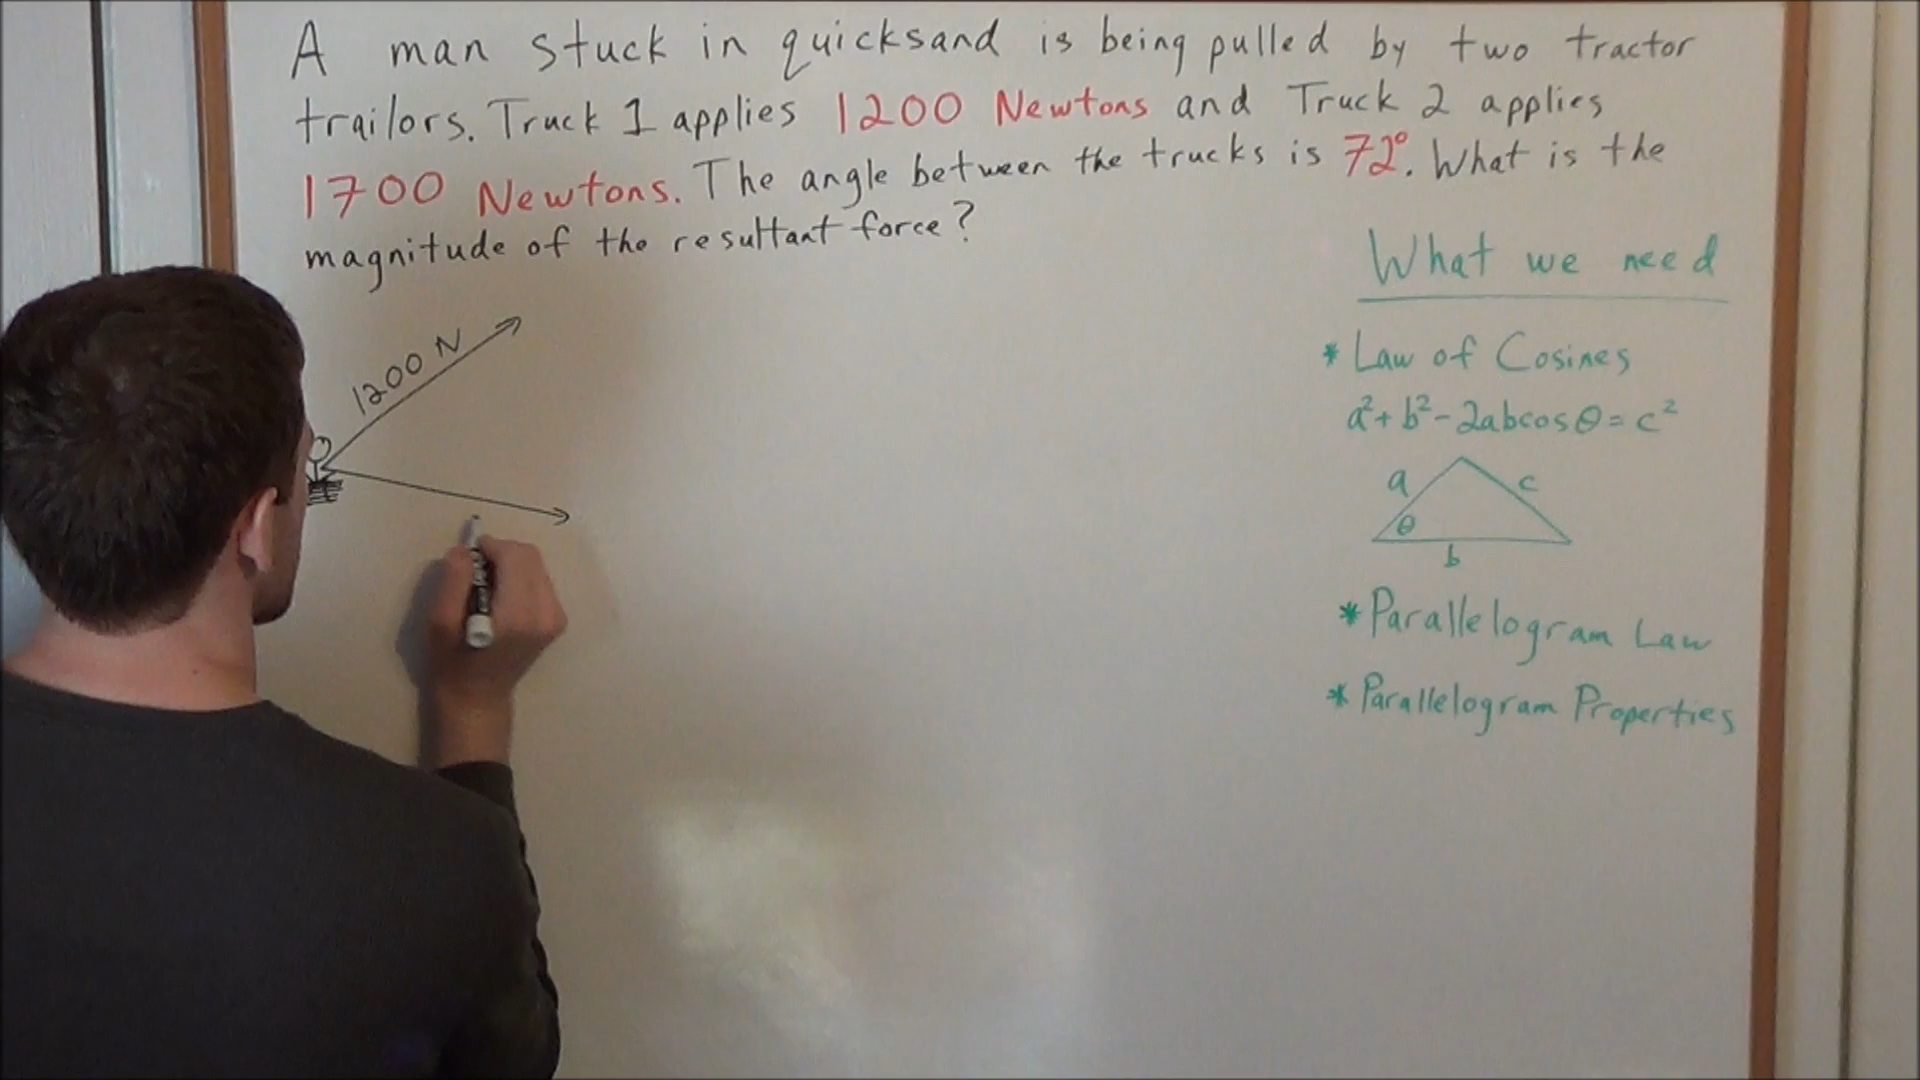 A man stuck in quicksand is being pulled by two tractor
trailors. Truck 1 applies 1200 Newtons and Truck 2 applies
1700 Newtons. The angle between the trucks is 72°. What is the
magnitude of the resultant force?
1200 N
What we need
* Law of Cosines
a²+ b²- 2abcosθ = c²
a c
θ
b
* Parallelogram Law
* Parallelogram Properties